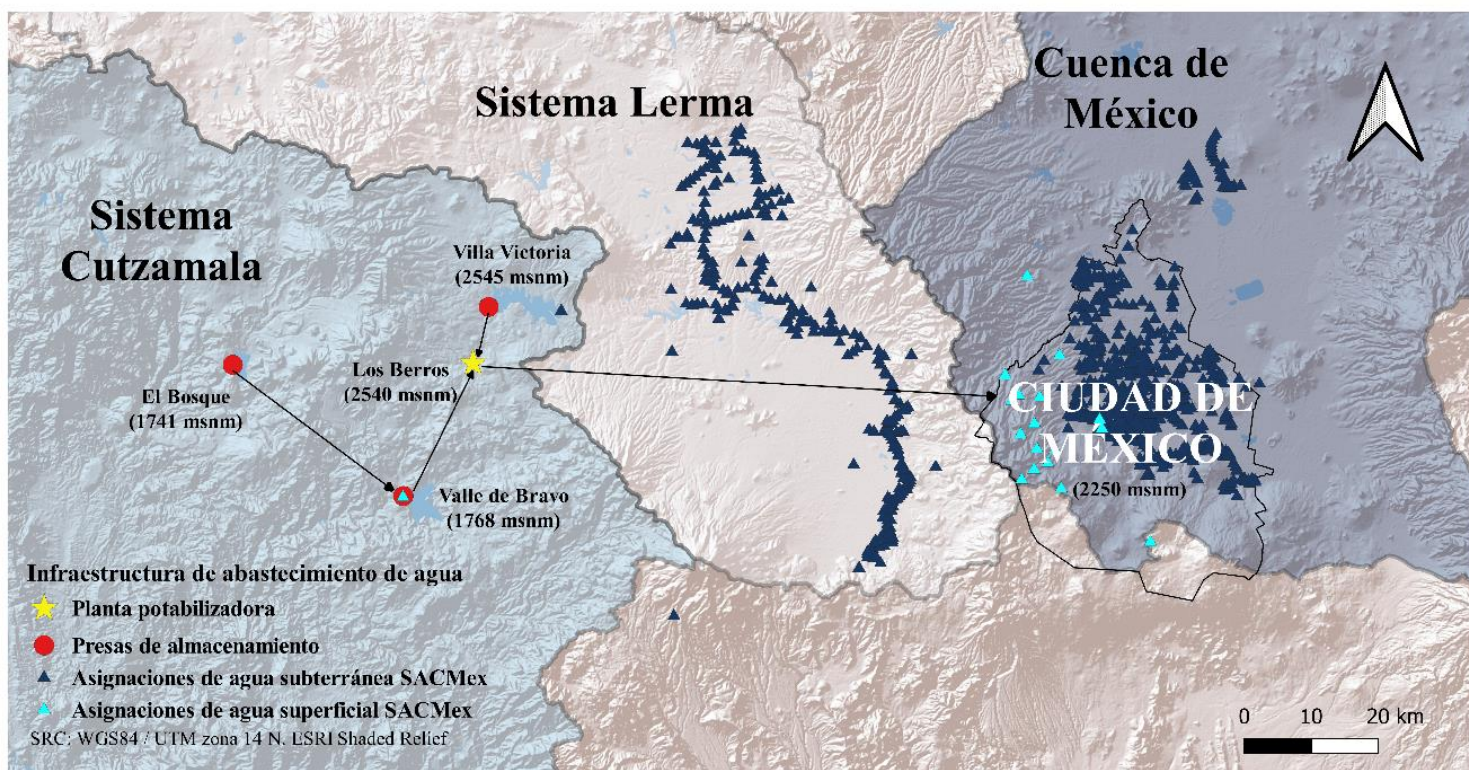 Cuenca de
México
Sistema Lerma
Sistema
Cutzamala
Villa Victoria
(2545 msnm)
Los Berros
(2540 msnm)
El Bosque
(1741 msnm)
CIUDAD DE
MÉXICO
(2250 msnm)
Valle de Bravo
(1768 msnm)
Infraestructura de abastecimiento de agua
Planta potabilizadora
Presas de almacenamiento
Asignaciones de agua subterránéa SACMex
Asignaciones de agua superficial SACMex
SRC: WGS84 / UTM zona 14 N. ESRI Shaded Relief
0 10 20 km